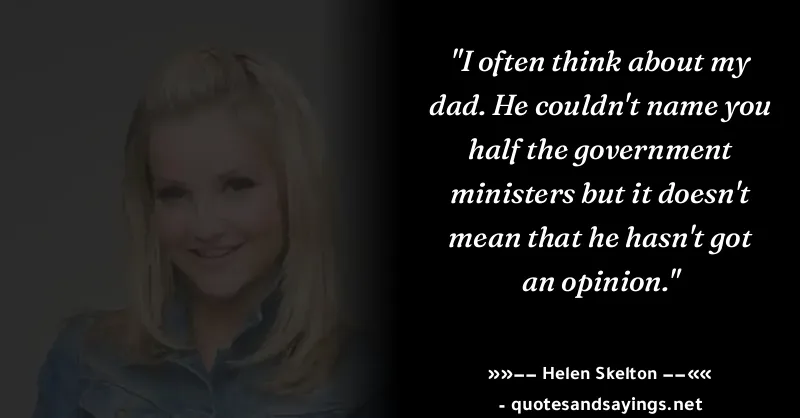 "I often think about my
dad. He couldn't name you
half the government
ministers but it doesn't
mean that he hasn't got
an opinion."
»»–– Helen Skelton ––««
- quotesandsayings.net